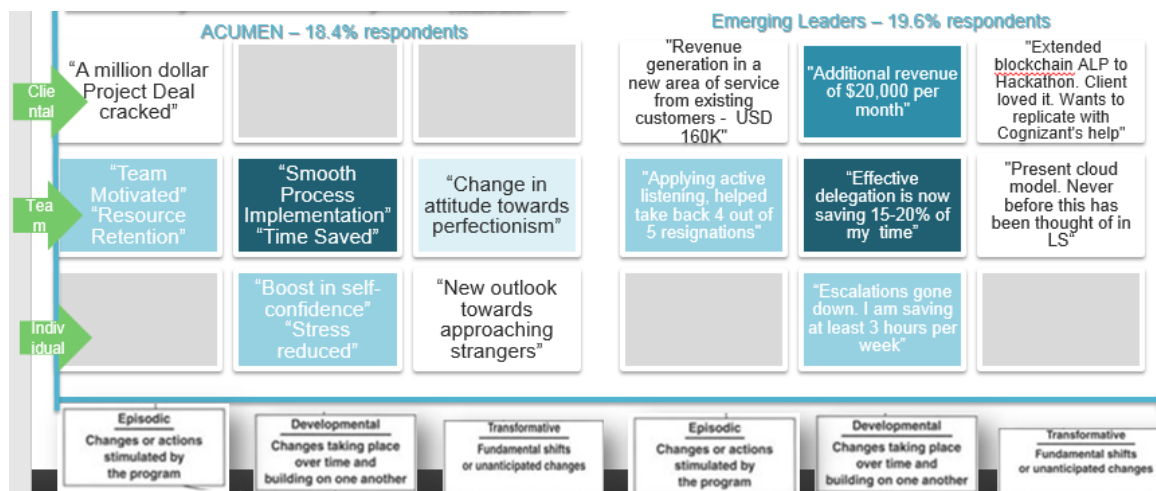 ACUMEN – 18.4% respondents
Emerging Leaders – 19.6% respondents
Clie
ntal
“A million dollar
Project Deal
cracked”
"Revenue
generation in a
new area of service
from existing
customers - USD
160K"
"Additional revenue
of $20,000 per
month"
"Extended
blockchain ALP to
Hackathon. Client
loved it. Wants to
replicate with
Cognizant's help"
Tea
m
“Team
Motivated”
“Resource
Retention”
“Smooth
Process
Implementation”
“Time Saved”
“Change in
attitude towards
perfectionism”
"Applying active
listening, helped
take back 4 out of
5 resignations"
“Effective
delegation is now
saving 15-20% of
my time”
"Present cloud
model. Never
before this has
been thought of in
LS“
Indiv
idual
“Boost in self-
confidence”
“Stress
reduced”
“New outlook
towards
approaching
strangers”
“Escalations gone
down. I am saving
at least 3 hours per
week”
Episodic
Changes or actions
stimulated by
the program
Developmental
Changes taking place
over time and
building on one another
Transformative
Fundamental shifts
or unanticipated changes
Episodic
Changes or actions
stimulated by
the program
Developmental
Changes taking place
over time and
building on one another
Transformative
Fundamental shifts
or unanticipated changes